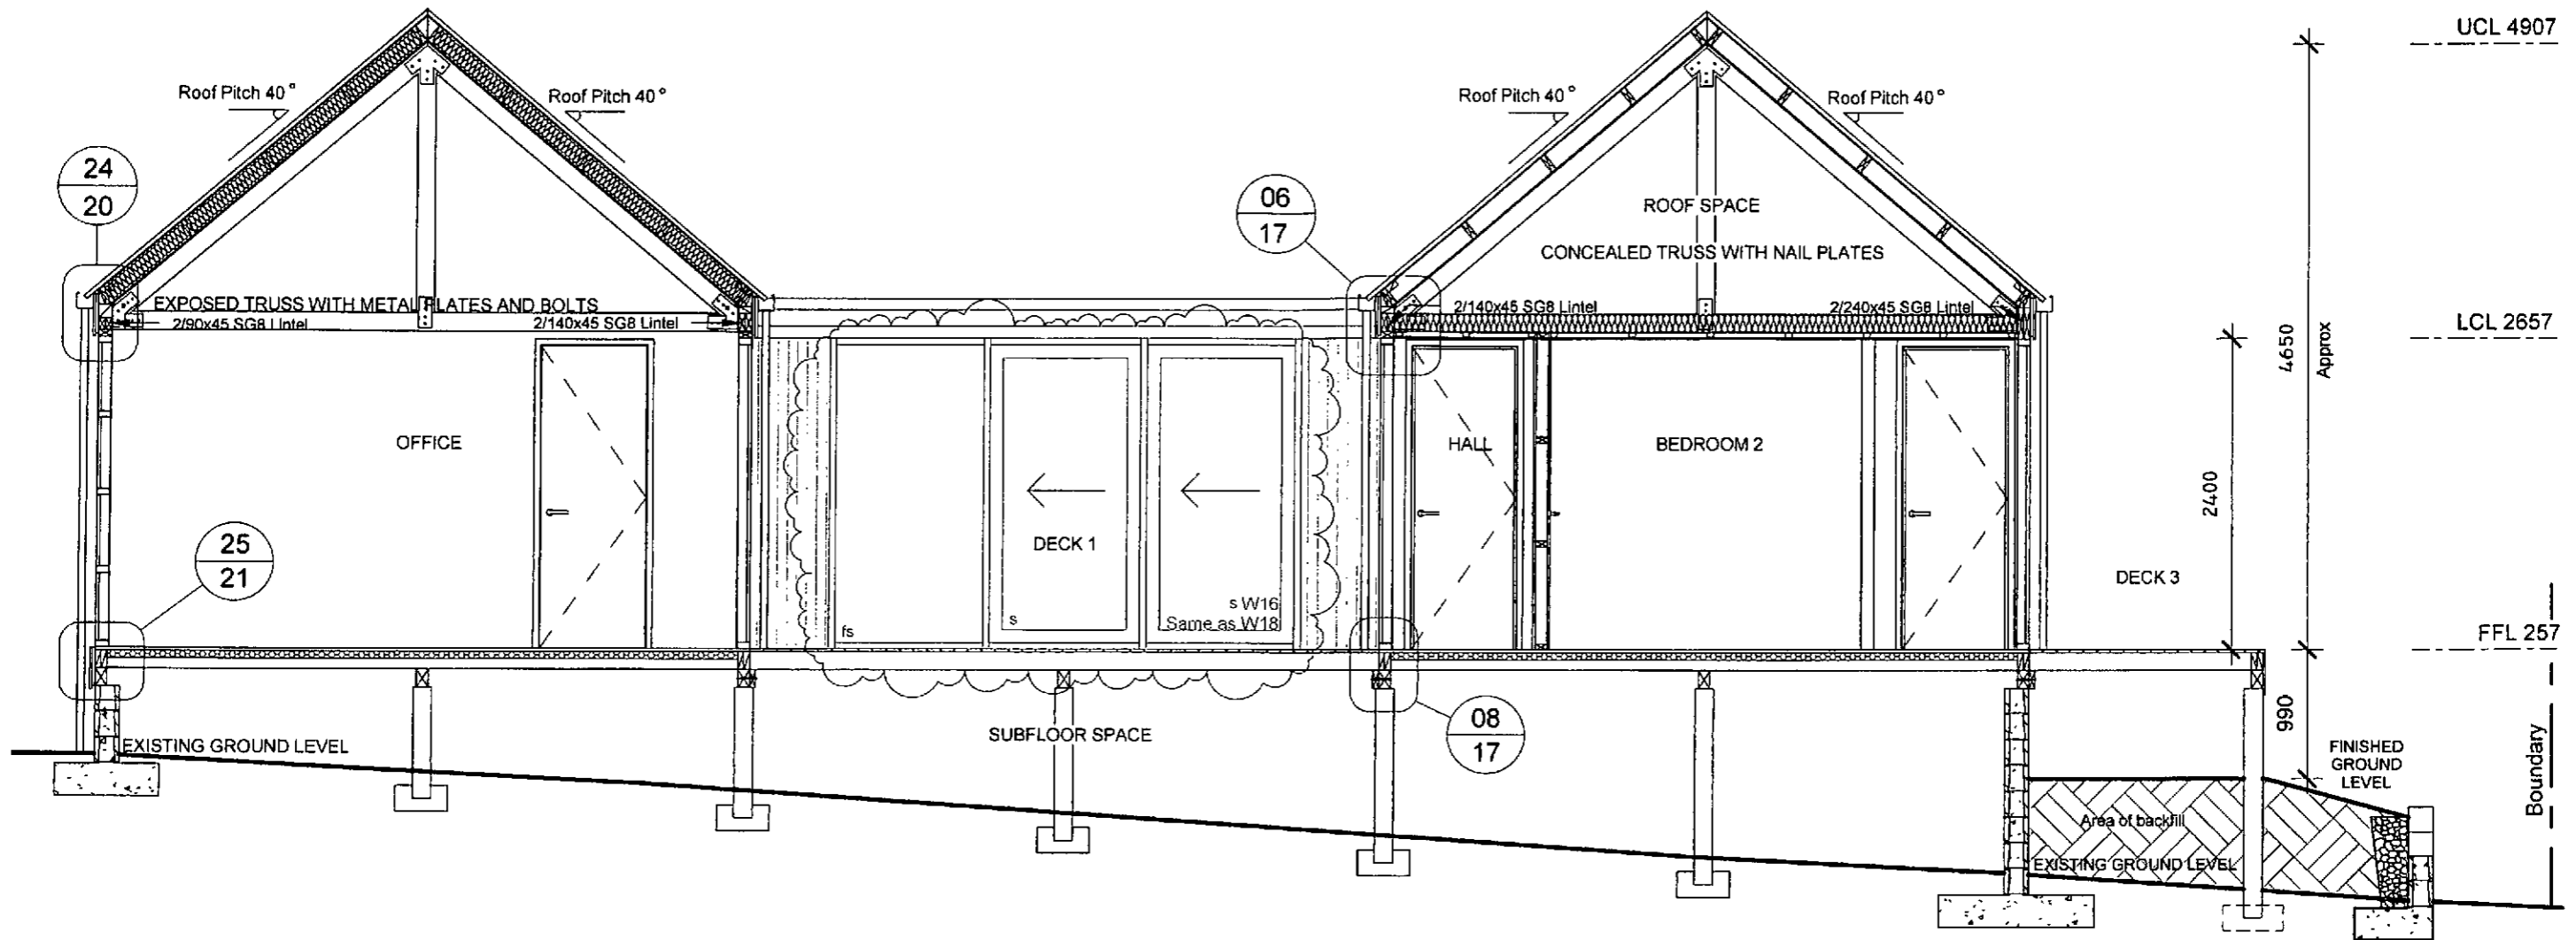 UCL 4907
Roof Pitch 40°
Roof Pitch 40°
Roof Pitch 40°
Roof Pitch 40°
24
20
06
17
ROOF SPACE
CONCEALED TRUSS WITH NAIL PLATES
EXPOSED TRUSS WITH METAL PLATES AND BOLTS
2/90x45 SG8 Lintel
2/140x45 SG8 Lintel
2/140x45 SG8 Lintel
2/240x45 SG8 Lintel
LCL 2657
4650
Approx
OFFICE
HALL
BEDROOM 2
2400
25
21
DECK 1
DECK 3
s W16
Same as W18
s
fs
FFL 257
990
08
17
SUBFLOOR SPACE
EXISTING GROUND LEVEL
FINISHED
GROUND
LEVEL
Boundary
Area of backfill
EXISTING GROUND LEVEL